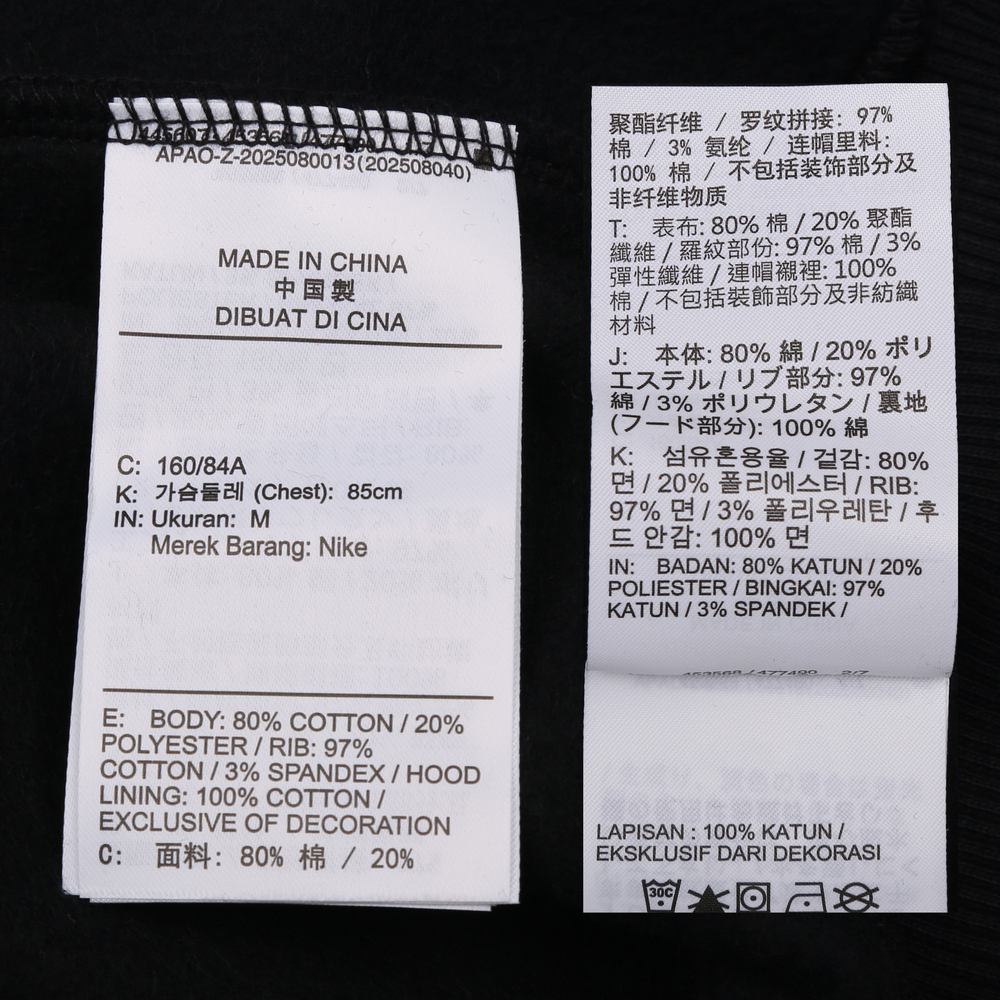 APAO-Z-2025080013(202508040)
MADE IN CHINA
中国製
DIBUAT DI CINA
C: 160/84A
K: 가슴둘레 (Chest): 85cm
IN: Ukuran: M
Merek Barang: Nike
E: BODY: 80% COTTON / 20%
POLYESTER / RIB: 97%
COTTON / 3% SPANDEX / HOOD
LINING: 100% COTTON /
EXCLUSIVE OF DECORATION
C: 面料: 80% 棉 / 20%
聚酯纤维 / 罗纹拼接: 97%
棉 / 3% 氨纶 / 连帽里料:
100% 棉 / 不包括装饰部分及
非纤维物质
T: 表布: 80% 棉 / 20% 聚酯
纖維 / 羅紋部份: 97% 棉 / 3%
彈性纖維 / 連帽襯裡: 100%
棉 / 不包括裝飾部分及非紡織
材料
J: 本体: 80% 綿 / 20% ポリ
エステル / リブ部分: 97%
綿 / 3% ポリウレタン / 裏地
(フード部分): 100% 綿
K: 섬유혼용율 / 겉감: 80%
면 / 20% 폴리에스터 / RIB:
97% 면 / 3% 폴리우레탄 / 후
드 안감: 100% 면
IN: BADAN: 80% KATUN / 20%
POLIESTER / BINGKAI: 97%
KATUN / 3% SPANDEK /
LAPISAN : 100% KATUN /
EKSKLUSIF DARI DEKORASI
30C